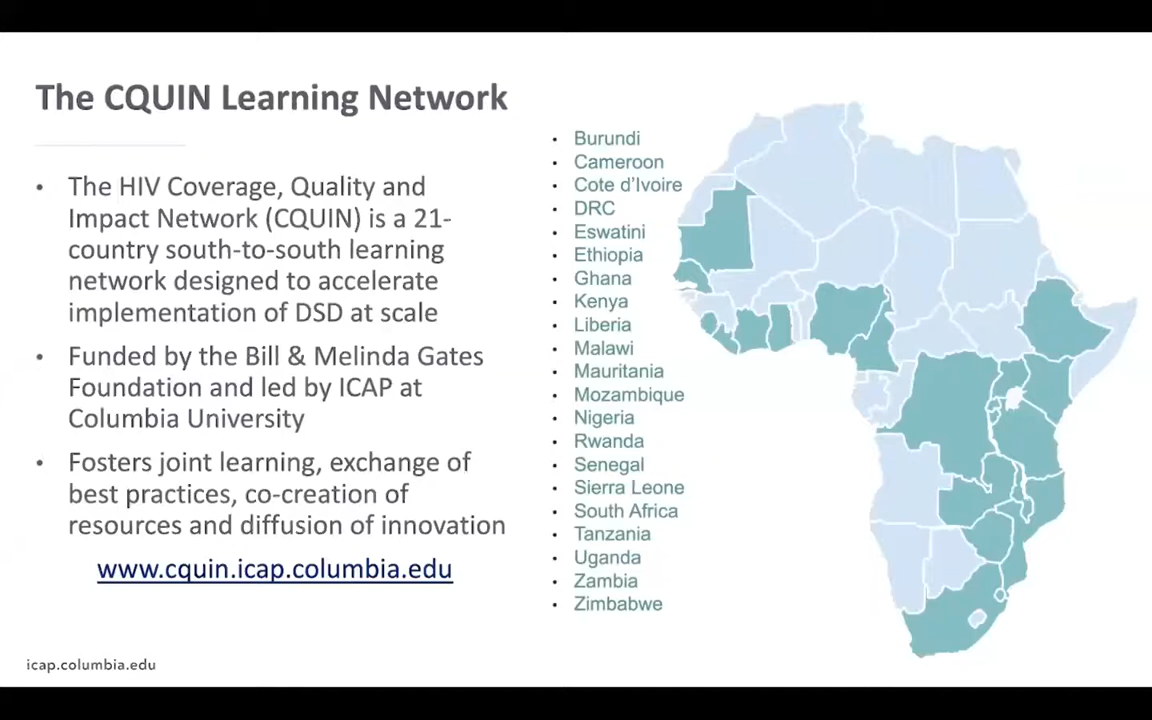 The CQUIN Learning Network
• The HIV Coverage, Quality and
Impact Network (CQUIN) is a 21-
country south-to-south learning
network designed to accelerate
implementation of DSD at scale
• Funded by the Bill & Melinda Gates
Foundation and led by ICAP at
Columbia University
• Fosters joint learning, exchange of
best practices, co-creation of
resources and diffusion of innovation
www.cquin.icap.columbia.edu
• Burundi
• Cameroon
• Cote d’Ivoire
• DRC
• Eswatini
• Ethiopia
• Ghana
• Kenya
• Liberia
• Malawi
• Mauritania
• Mozambique
• Nigeria
• Rwanda
• Senegal
• Sierra Leone
• South Africa
• Tanzania
• Uganda
• Zambia
• Zimbabwe
icap.columbia.edu